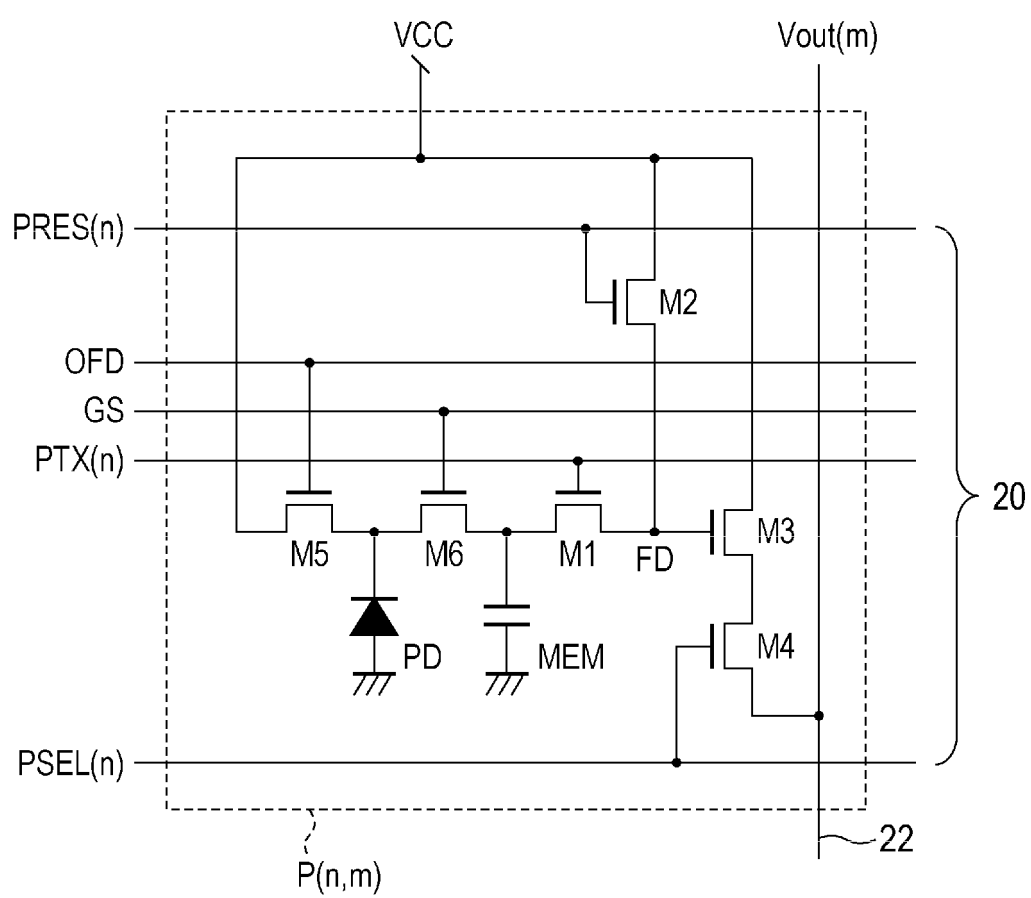 VCC
Vout(m)
PRES(n)
M2
OFD
GS
PTX(n)
20
M5
M6
M1
FD
M3
PD
MEM
M4
PSEL(n)
22
P(n,m)